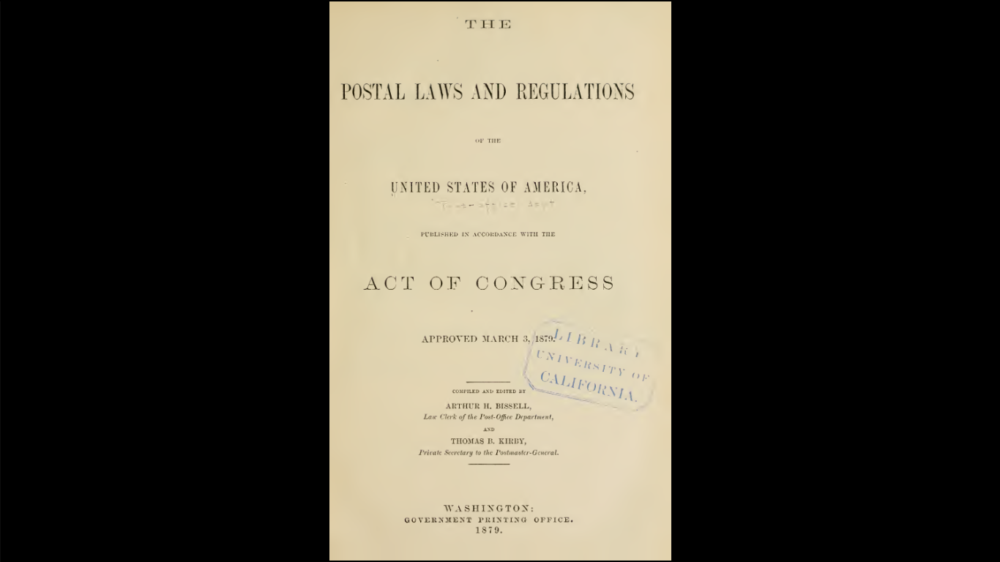 THE
POSTAL LAWS AND REGULATIONS
OF THE
UNITED STATES OF AMERICA,
Post-office dept
PUBLISHED IN ACCORDANCE WITH THE
ACT OF CONGRESS
APPROVED MARCH 3, 1879.
LIBRARY
UNIVERSITY OF
CALIFORNIA.
COMPILED AND EDITED BY
ARTHUR H. BISSELL,
Law Clerk of the Post-Office Department,
AND
THOMAS B. KIRBY,
Private Secretary to the Postmaster-General.
WASHINGTON:
GOVERNMENT PRINTING OFFICE.
1879.